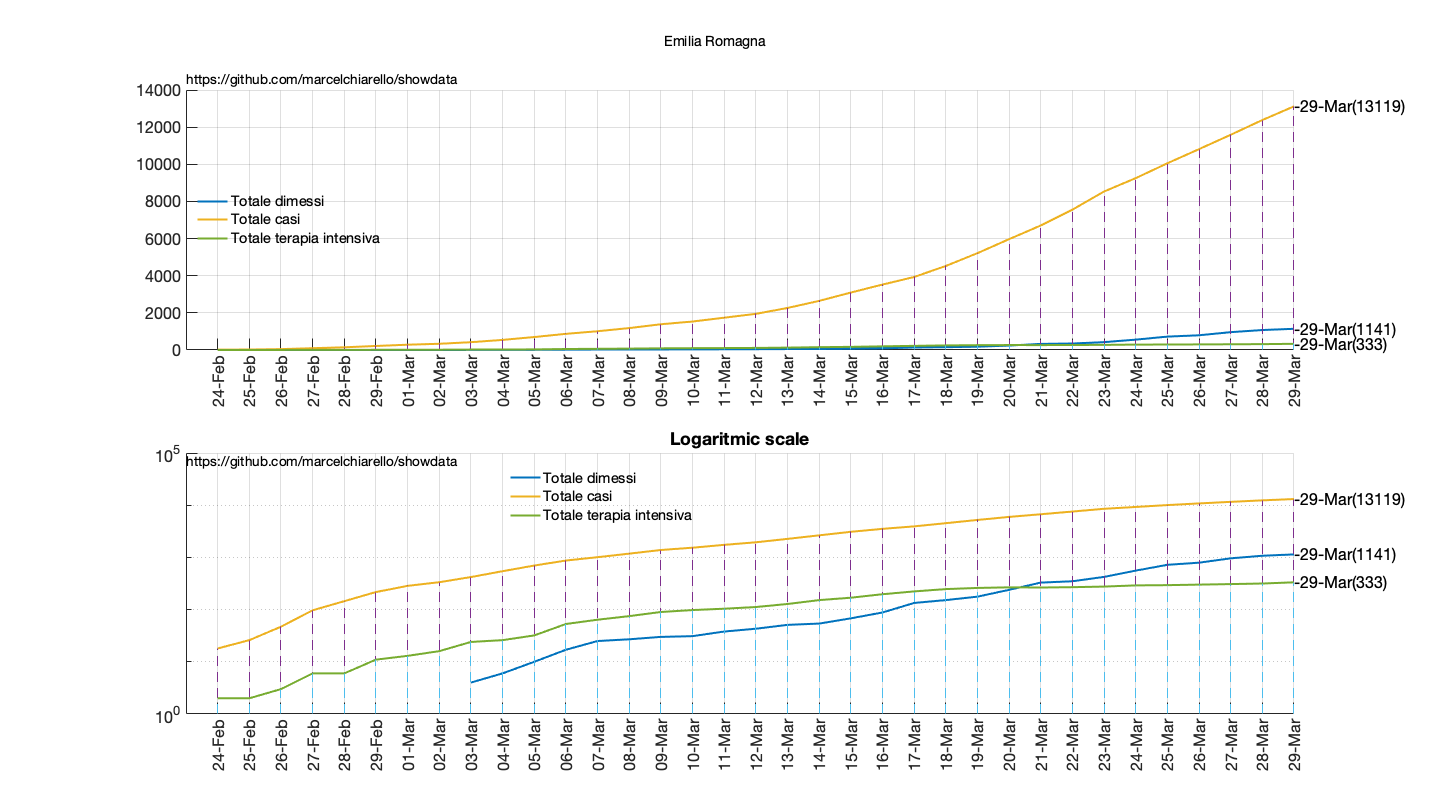 Emilia Romagna
https://github.com/marcelchiarello/showdata
14000
12000
10000
8000
6000
4000
2000
0
Totale dimessi
Totale casi
Totale terapia intensiva
-29-Mar(13119)
-29-Mar(1141)
-29-Mar(333)
24-Feb
25-Feb
26-Feb
27-Feb
28-Feb
29-Feb
01-Mar
02-Mar
03-Mar
04-Mar
05-Mar
06-Mar
07-Mar
08-Mar
09-Mar
10-Mar
11-Mar
12-Mar
13-Mar
14-Mar
15-Mar
16-Mar
17-Mar
18-Mar
19-Mar
20-Mar
21-Mar
22-Mar
23-Mar
24-Mar
25-Mar
26-Mar
27-Mar
28-Mar
29-Mar
Logaritmic scale
https://github.com/marcelchiarello/showdata
10^5
10^0
Totale dimessi
Totale casi
Totale terapia intensiva
-29-Mar(13119)
-29-Mar(1141)
-29-Mar(333)
24-Feb
25-Feb
26-Feb
27-Feb
28-Feb
29-Feb
01-Mar
02-Mar
03-Mar
04-Mar
05-Mar
06-Mar
07-Mar
08-Mar
09-Mar
10-Mar
11-Mar
12-Mar
13-Mar
14-Mar
15-Mar
16-Mar
17-Mar
18-Mar
19-Mar
20-Mar
21-Mar
22-Mar
23-Mar
24-Mar
25-Mar
26-Mar
27-Mar
28-Mar
29-Mar